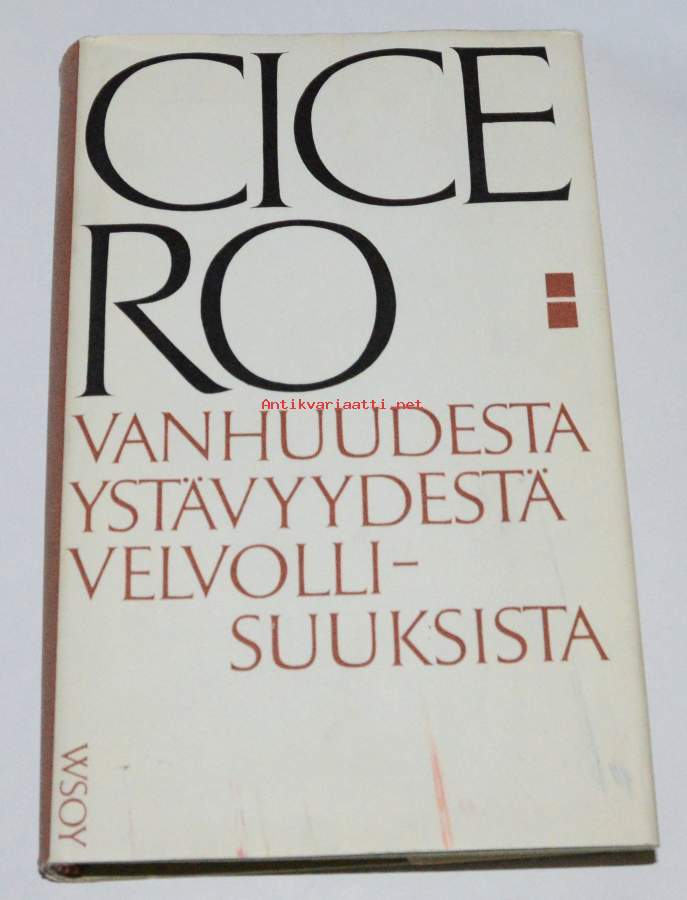 CICE
RO
Antikvariaatti.net
VANHUUDESTA
YSTÄVYYDESTÄ
VELVOLLI-
SUUKSISTA
WSOY